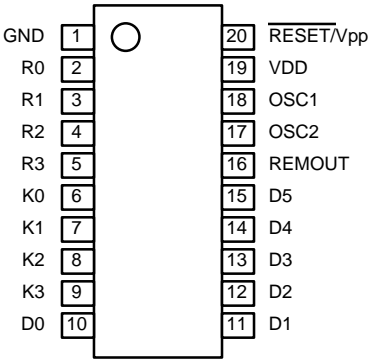 GND 1 20 RESET/Vpp
R0 2 19 VDD
R1 3 18 OSC1
R2 4 17 OSC2
R3 5 16 REMOUT
K0 6 15 D5
K1 7 14 D4
K2 8 13 D3
K3 9 12 D2
D0 10 11 D1